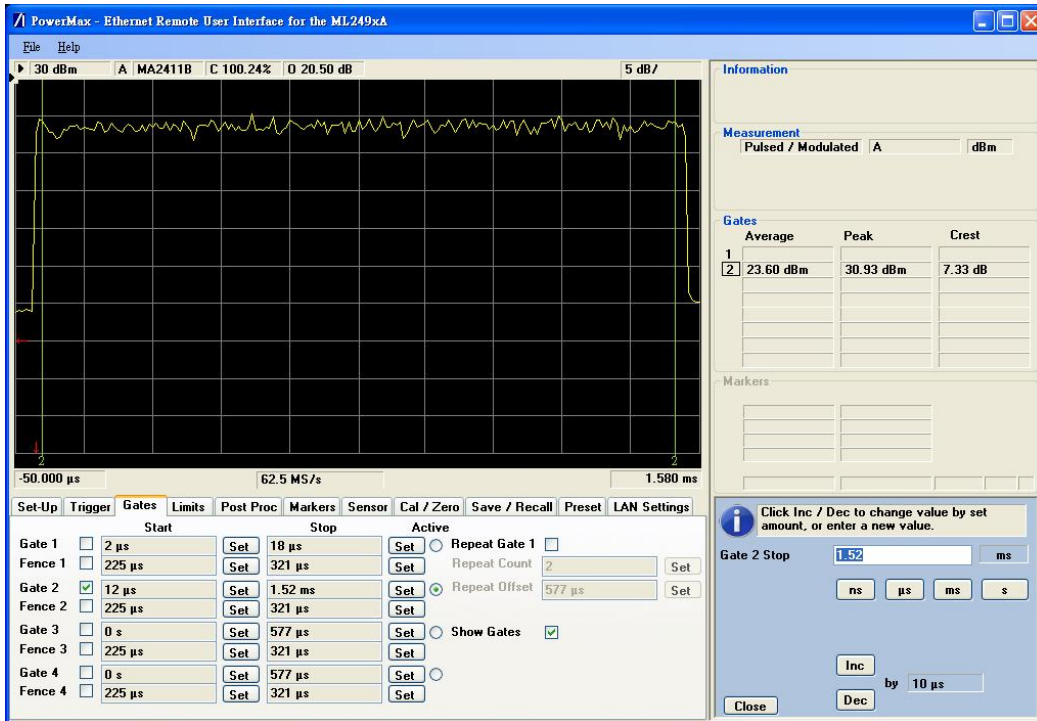 PowerMax - Ethernet Remote User Interface for the ML249xA
File Help
30 dBm A MA2411B C 100.24% O 20.50 dB 5 dB/
2 2
-50.000 µs 62.5 MS/s 1.580 ms
Set-Up Trigger Gates Limits Post Proc Markers Sensor Cal / Zero Save / Recall Preset LAN Settings
Start Stop Active
Gate 1 2 µs Set 18 µs Set Repeat Gate 1
Fence 1 225 µs Set 321 µs Set Repeat Count 2 Set
Gate 2 12 µs Set 1.52 ms Set Repeat Offset 577 µs Set
Fence 2 225 µs Set 321 µs Set
Gate 3 0 s Set 577 µs Set Show Gates
Fence 3 225 µs Set 321 µs Set
Gate 4 0 s Set 577 µs Set
Fence 4 225 µs Set 321 µs Set
Information
Measurement
Pulsed / Modulated A dBm
Gates
Average Peak Crest
1
2 23.60 dBm 30.93 dBm 7.33 dB
Markers
Click Inc / Dec to change value by set
amount, or enter a new value.
Gate 2 Stop 1.52 ms
ns µs ms s
Inc
by 10 µs
Close Dec